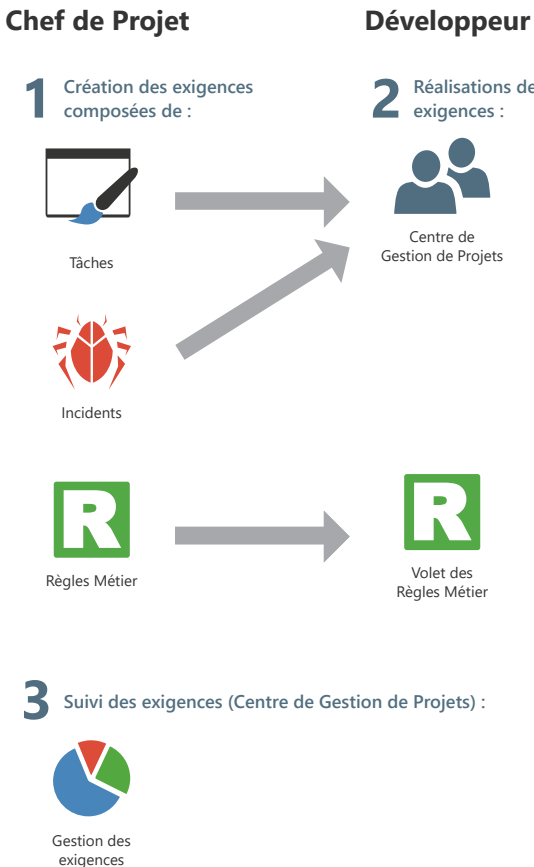 Chef de Projet
Développeur
1
Création des exigences
composées de :
2
Réalisations de
exigences :
Tâches
Centre de
Gestion de Projets
Incidents
R
Règles Métier
R
Volet des
Règles Métier
3
Suivi des exigences (Centre de Gestion de Projets) :
Gestion des
exigences